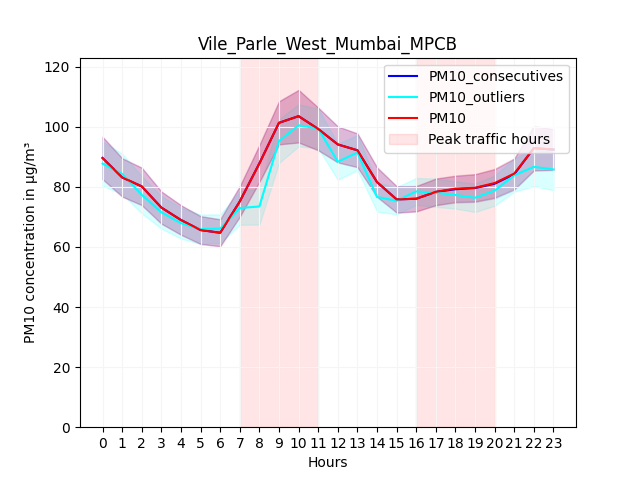 Vile_Parle_West_Mumbai_MPCB
PM10 concentration in µg/m³
120
100
80
60
40
20
0
PM10_consecutives
PM10_outliers
PM10
Peak traffic hours
0 1 2 3 4 5 6 7 8 9 10 11 12 13 14 15 16 17 18 19 20 21 22 23
Hours